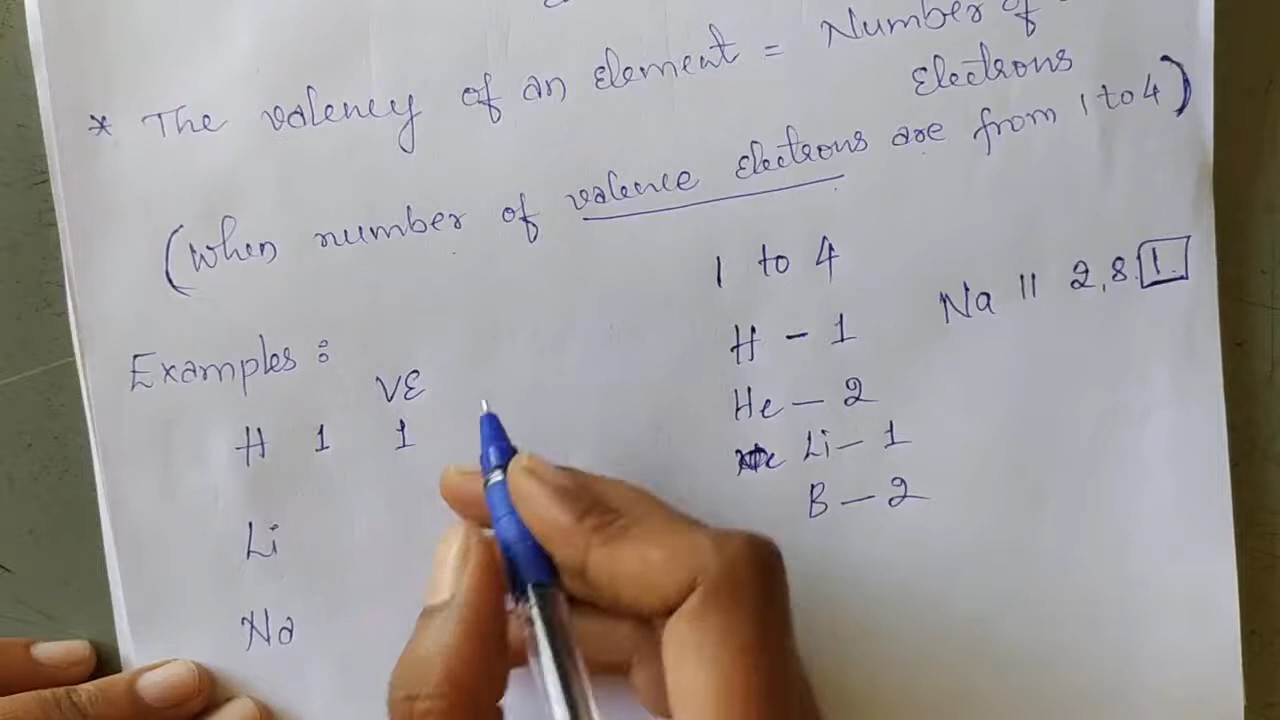 * The valency of an element = Number of
Electrons
(When number of valence Electrons are from 1 to 4)
1 to 4
Na 11 2,8,1
H - 1
Examples :
VE
He - 2
H 1 1
Li - 1
B - 2
Li
Na